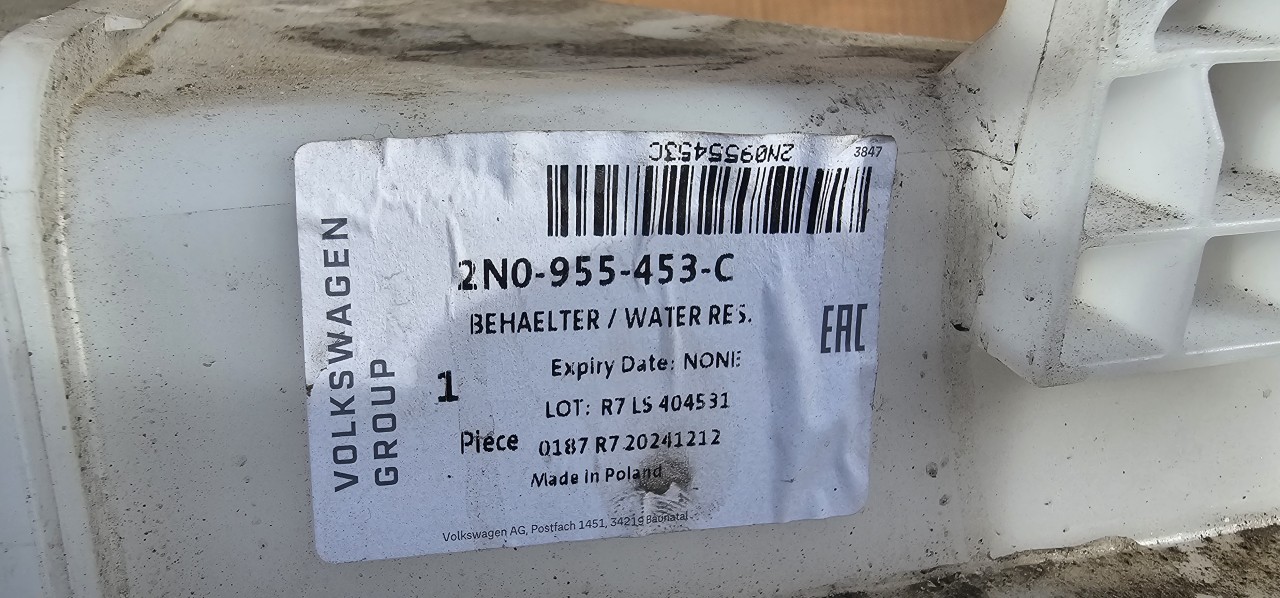 2N0955453C
3847
VOLKSWAGEN
GROUP
2N0-955-453-C
BEHAELTER / WATER RES.
EAC
Expiry Date: NONE
1
LOT: R7 LS 404531
Piece 0187 R7 20241212
Made in Poland
Volkswagen AG, Postfach 1451, 34219 Baunatal